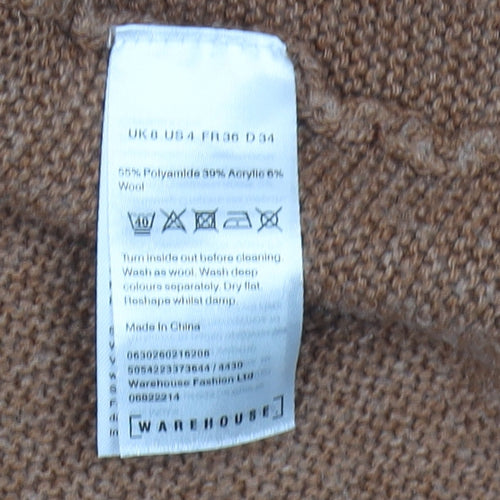 UK 8 US 4 FR 36 D 34
55% Polyamide 39% Acrylic 6%
Wool
40
Turn inside out before cleaning.
Wash as wool. Wash deep
colours separately. Dry flat.
Reshape whilst damp.
Made In China
0630260216208
5054223373644 / 4430
Warehouse Fashion Ltd
06822214
WAREHOUSE